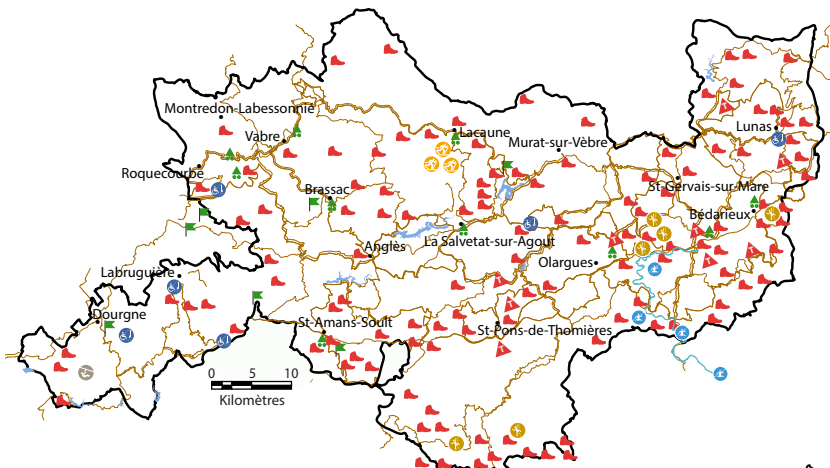 Montredon-Labessonnié
Lacaune
Lunas
Vabre
Murat-sur-Vèbre
Roquecourbe
St-Gervais-sur-Mare
Brassac
Bédarieux
La Salvetat-sur-Agout
Anglès
Olargues
Labruguière
Dourgne
St-Amans-Soult
St-Pons-de-Thomières
0 5 10
Kilomètres